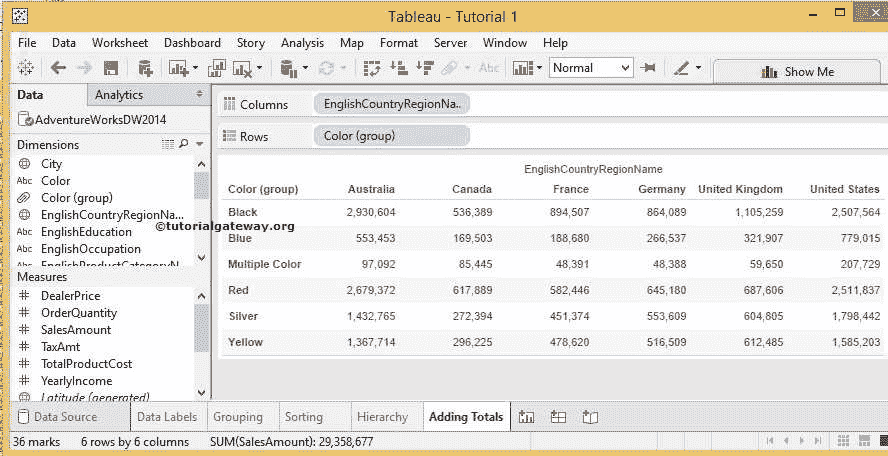 Tableau - Tutorial 1
File Data Worksheet Dashboard Story Analysis Map Format Server Window Help
Abc Normal Show Me
Data Analytics
AdventureWorksDW2014
Dimensions
City
Abc Color
Color (group)
EnglishCountryRegionNa...
Abc EnglishEducation
Abc EnglishOccupation
Abc EnglishProductCategoryN
Measures
# DealerPrice
# OrderQuantity
# SalesAmount
# TaxAmt
# TotalProductCost
# YearlyIncome
Latitude (generated)
Columns EnglishCountryRegionNa..
Rows Color (group)
EnglishCountryRegionName
Color (group) Australia Canada France Germany United Kingdom United States
Black 2,930,604 536,389 894,507 864,089 1,105,259 2,507,564
©tutorialgateway.org
Blue 553,453 169,503 188,680 266,537 321,907 779,015
Multiple Color 97,092 85,445 48,391 48,388 59,650 207,729
Red 2,679,372 617,889 582,446 645,180 687,606 2,511,837
Silver 1,432,765 272,394 451,374 553,609 604,805 1,798,442
Yellow 1,367,714 296,225 478,620 516,509 612,485 1,585,203
Data Source Data Labels Grouping Sorting Hierarchy Adding Totals
36 marks 6 rows by 6 columns SUM(SalesAmount): 29,358,677